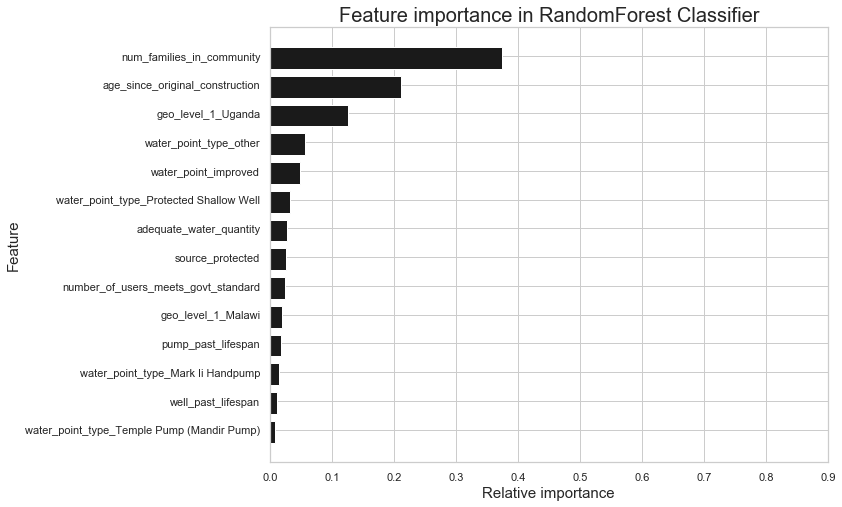 Feature importance in RandomForest Classifier
num_families_in_community
age_since_original_construction
geo_level_1_Uganda
water_point_type_other
water_point_improved
water_point_type_Protected Shallow Well
adequate_water_quantity
source_protected
number_of_users_meets_govt_standard
geo_level_1_Malawi
pump_past_lifespan
water_point_type_Mark Ii Handpump
well_past_lifespan
water_point_type_Temple Pump (Mandir Pump)
Feature
0.0 0.1 0.2 0.3 0.4 0.5 0.6 0.7 0.8 0.9
Relative importance